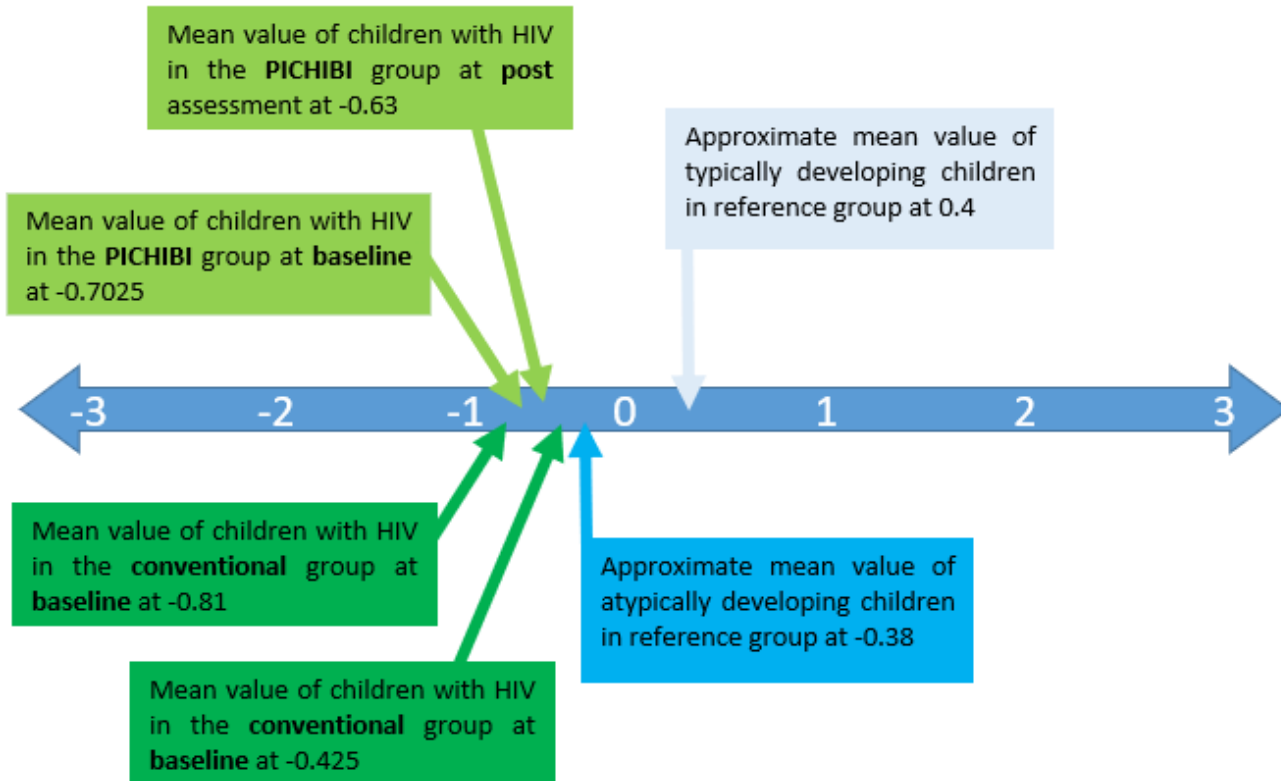 Mean value of children with HIV
in the PICHIBI group at post
assessment at -0.63
Approximate mean value of
typically developing children
in reference group at 0.4
Mean value of children with HIV
in the PICHIBI group at baseline
at -0.7025
-3 -2 -1 0 1 2 3
Mean value of children with HIV
in the conventional group at
baseline at -0.81
Approximate mean value of
atypically developing children
in reference group at -0.38
Mean value of children with HIV
in the conventional group at
baseline at -0.425